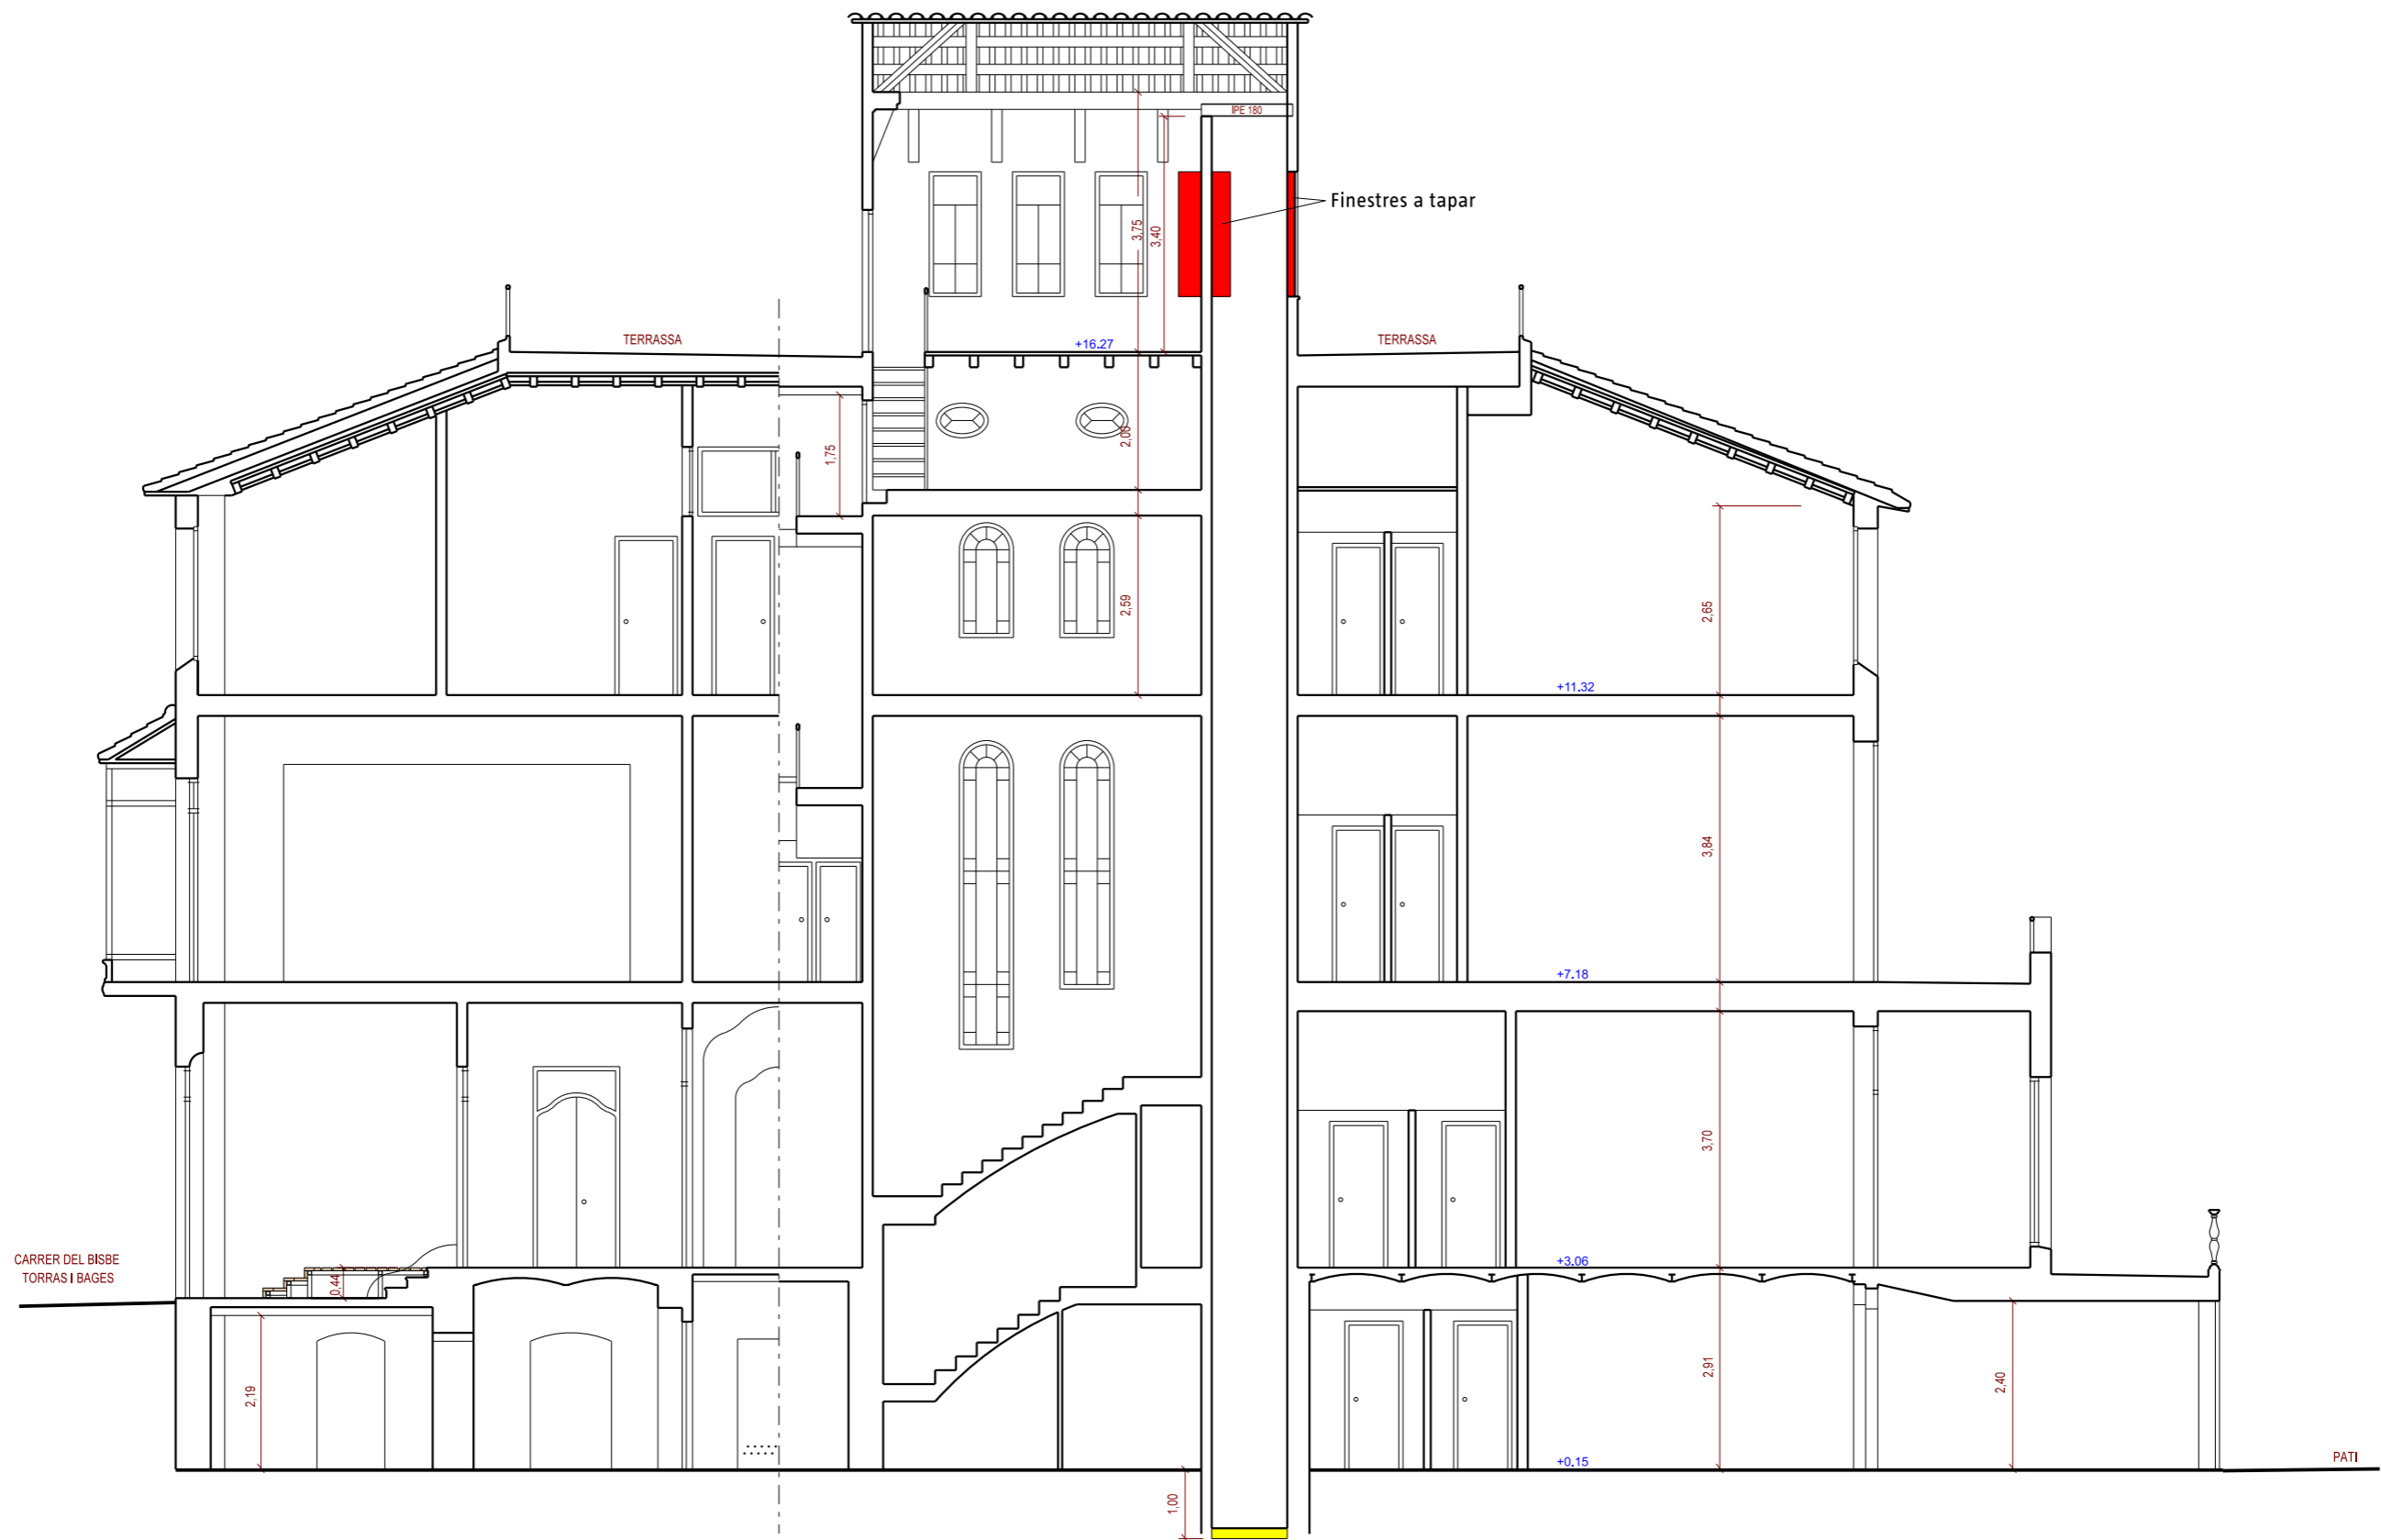 IPE 180
Finestres a tapar
3,75
3,40
TERRASSA
+16.27
TERRASSA
1,75
2,00
2,59
2,65
+11.32
3,84
+7.18
3,70
CARRER DEL BISBE
TORRAS I BAGES
0.44
+3.06
2,19
2,91
2,40
+0.15
PATI
1,00